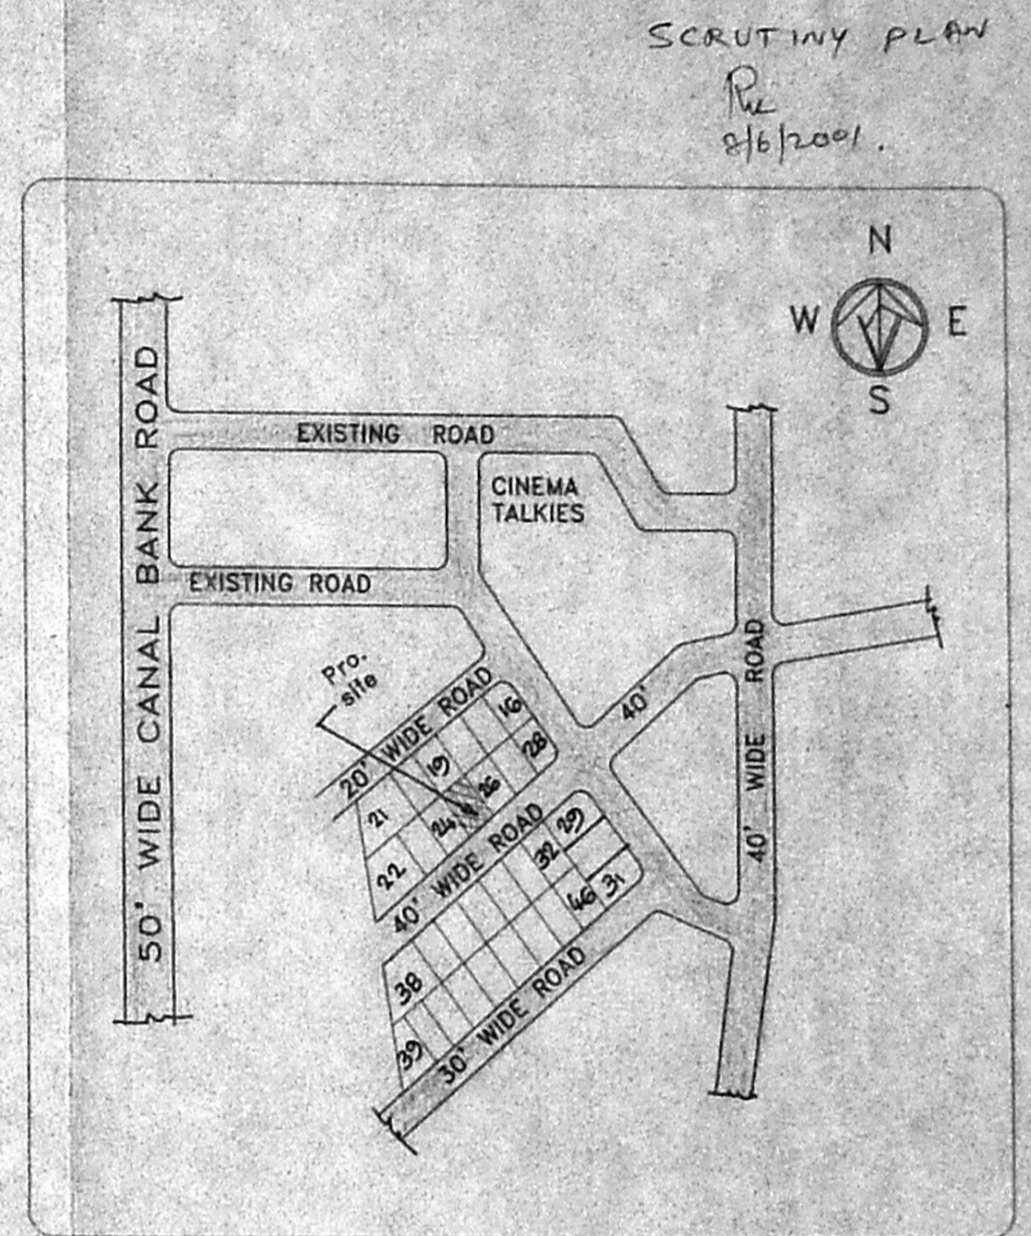 SCRUTINY PLAN
8/6/2001.
N
W E
S
50' WIDE CANAL BANK ROAD
EXISTING ROAD
CINEMA
TALKIES
EXISTING ROAD
Pro.
site
20' WIDE ROAD
40'
40' WIDE ROAD
16
19
28
21
26
24
22
40' WIDE ROAD
29
32
31
46
38
39
30' WIDE ROAD